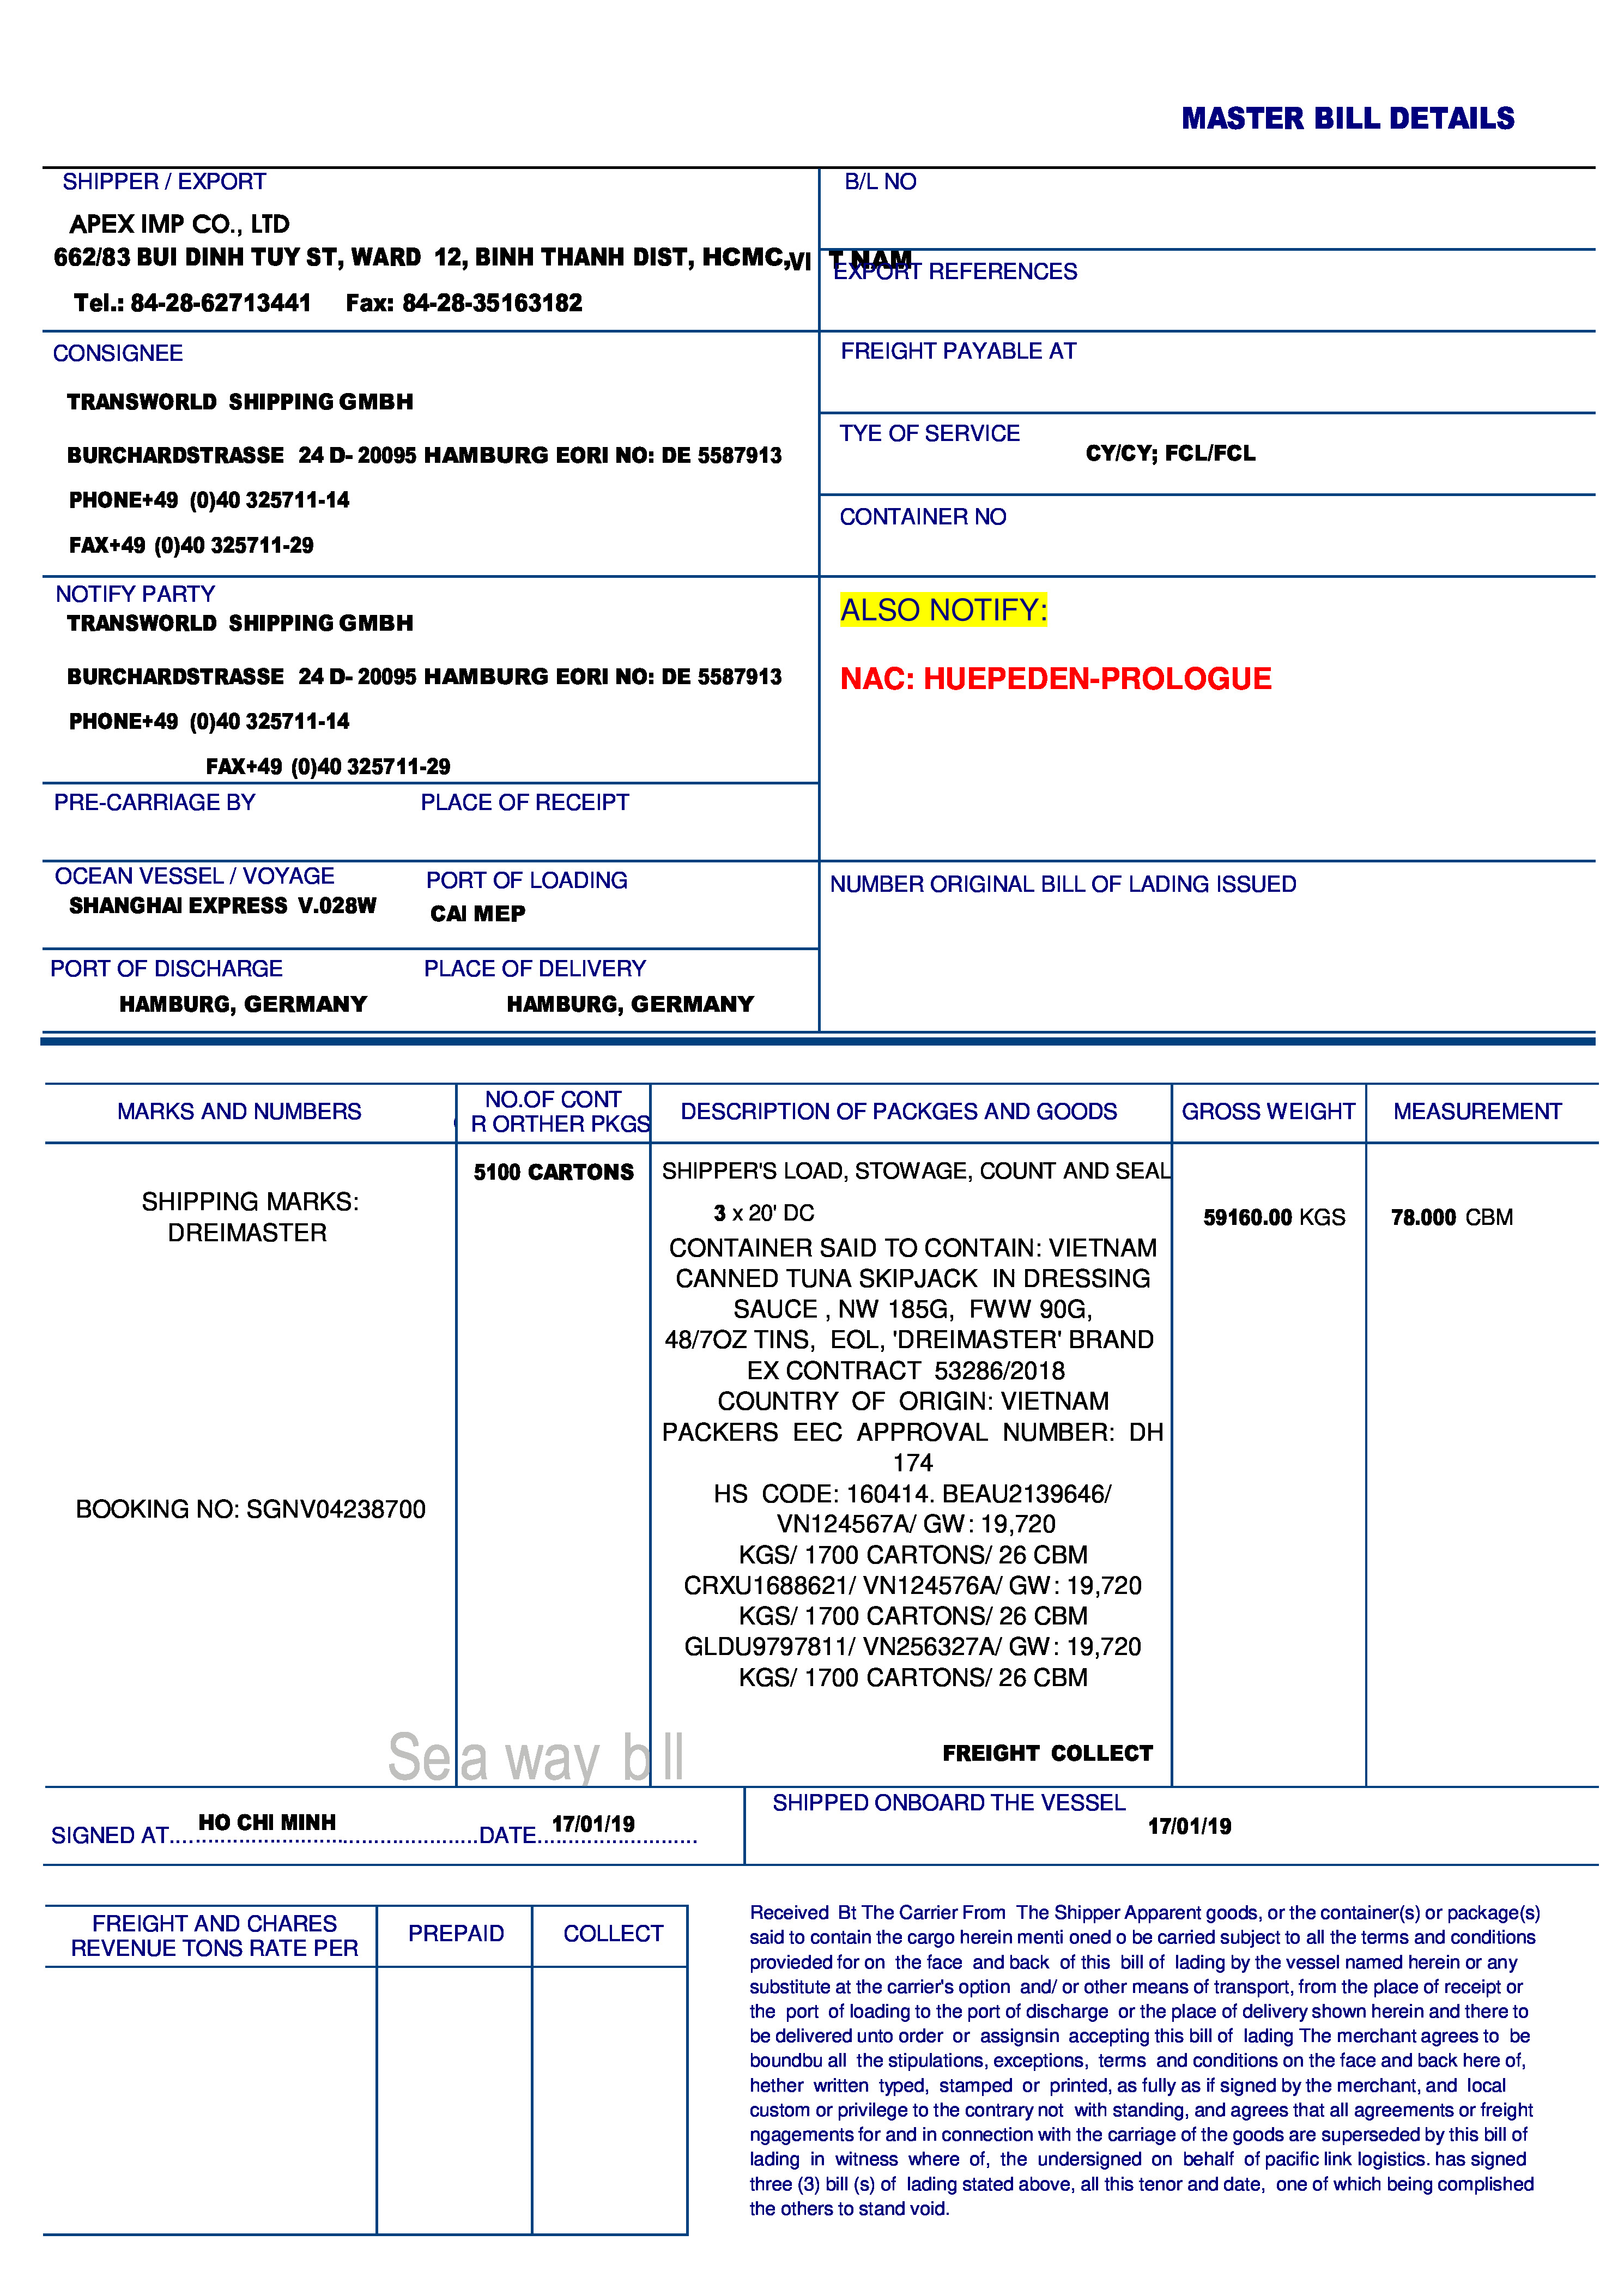 MASTER BILL DETAILS
SHIPPER / EXPORT
APEX IMP CO., LTD
662/83 BUI DINH TUY ST, WARD 12, BINH THANH DIST, HCMC,VI T NAM
Tel.: 84-28-62713441 Fax: 84-28-35163182
B/L NO
EXPORT REFERENCES
CONSIGNEE
TRANSWORLD SHIPPING GMBH
BURCHARDSTRASSE 24 D- 20095 HAMBURG EORI NO: DE 5587913
PHONE+49 (0)40 325711-14
FAX+49 (0)40 325711-29
FREIGHT PAYABLE AT
TYE OF SERVICE
CY/CY; FCL/FCL
CONTAINER NO
NOTIFY PARTY
TRANSWORLD SHIPPING GMBH
BURCHARDSTRASSE 24 D- 20095 HAMBURG EORI NO: DE 5587913
PHONE+49 (0)40 325711-14
FAX+49 (0)40 325711-29
ALSO NOTIFY:
NAC: HUEPEDEN-PROLOGUE
PRE-CARRIAGE BY
PLACE OF RECEIPT
OCEAN VESSEL / VOYAGE
SHANGHAI EXPRESS V.028W
PORT OF LOADING
CAI MEP
NUMBER ORIGINAL BILL OF LADING ISSUED
PORT OF DISCHARGE
HAMBURG, GERMANY
PLACE OF DELIVERY
HAMBURG, GERMANY
MARKS AND NUMBERS
NO.OF CONT
R ORTHER PKGS
DESCRIPTION OF PACKGES AND GOODS
GROSS WEIGHT
MEASUREMENT
SHIPPING MARKS:
DREIMASTER
BOOKING NO: SGNV04238700
5100 CARTONS
SHIPPER'S LOAD, STOWAGE, COUNT AND SEAL
3 x 20' DC
CONTAINER SAID TO CONTAIN: VIETNAM
CANNED TUNA SKIPJACK IN DRESSING
SAUCE , NW 185G, FWW 90G,
48/7OZ TINS, EOL, 'DREIMASTER' BRAND
EX CONTRACT 53286/2018
COUNTRY OF ORIGIN: VIETNAM
PACKERS EEC APPROVAL NUMBER: DH
174
HS CODE: 160414. BEAU2139646/
VN124567A/ GW: 19,720
KGS/ 1700 CARTONS/ 26 CBM
CRXU1688621/ VN124576A/ GW: 19,720
KGS/ 1700 CARTONS/ 26 CBM
GLDU9797811/ VN256327A/ GW: 19,720
KGS/ 1700 CARTONS/ 26 CBM
FREIGHT COLLECT
59160.00 KGS
78.000 CBM
Sea way b ll
SIGNED AT HO CHI MINH DATE 17/01/19
SHIPPED ONBOARD THE VESSEL
17/01/19
FREIGHT AND CHARES
REVENUE TONS RATE PER
PREPAID
COLLECT
Received Bt The Carrier From The Shipper Apparent goods, or the container(s) or package(s)
said to contain the cargo herein menti oned o be carried subject to all the terms and conditions
provieded for on the face and back of this bill of lading by the vessel named herein or any
substitute at the carrier's option and/ or other means of transport, from the place of receipt or
the port of loading to the port of discharge or the place of delivery shown herein and there to
be delivered unto order or assignsin accepting this bill of lading The merchant agrees to be
boundbu all the stipulations, exceptions, terms and conditions on the face and back here of,
hether written typed, stamped or printed, as fully as if signed by the merchant, and local
custom or privilege to the contrary not with standing, and agrees that all agreements or freight
ngagements for and in connection with the carriage of the goods are superseded by this bill of
lading in witness where of, the undersigned on behalf of pacific link logistics. has signed
three (3) bill (s) of lading stated above, all this tenor and date, one of which being complished
the others to stand void.